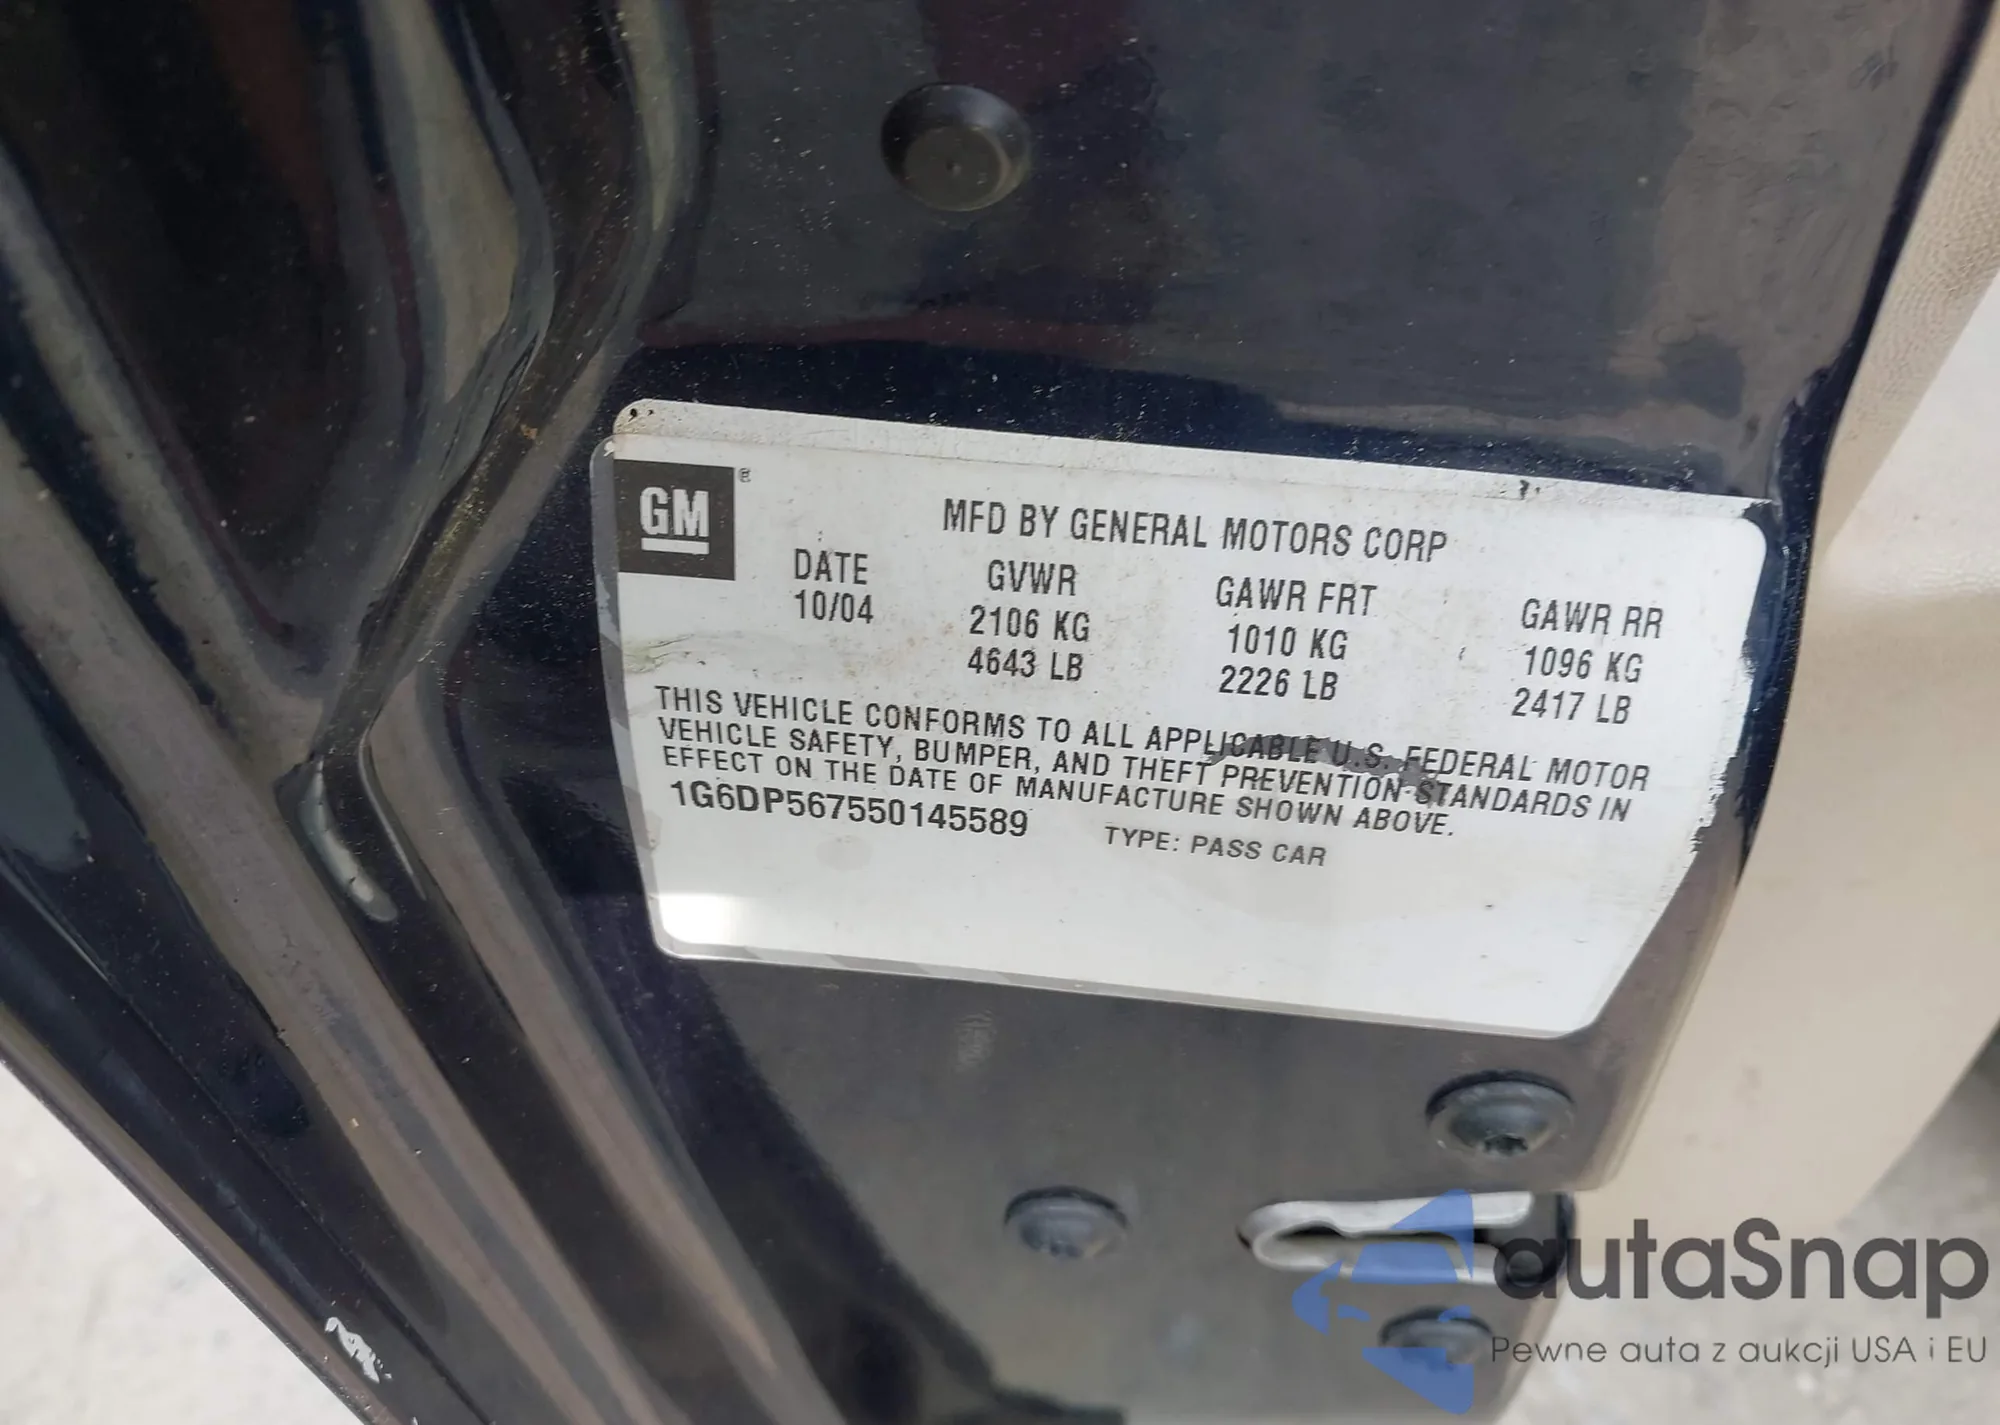 GM ®
MFD BY GENERAL MOTORS CORP
DATE GVWR GAWR FRT GAWR RR
10/04 2106 KG 1010 KG 1096 KG
4643 LB 2226 LB 2417 LB
THIS VEHICLE CONFORMS TO ALL APPLICABLE U.S. FEDERAL MOTOR
VEHICLE SAFETY, BUMPER, AND THEFT PREVENTION STANDARDS IN
EFFECT ON THE DATE OF MANUFACTURE SHOWN ABOVE.
1G6DP567550145589 TYPE: PASS CAR
autaSnap
Pewne auta z aukcji USA i EU